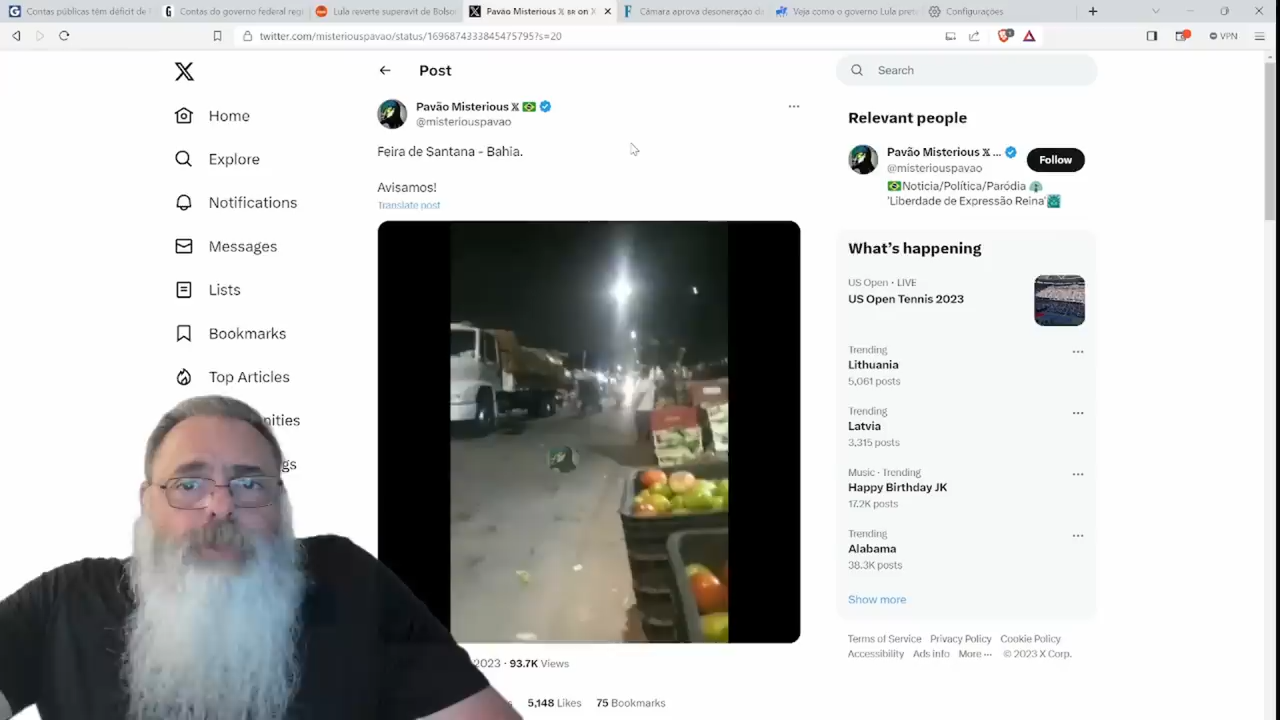 Contas públicas têm déficit de
Contas do governo federal regi
Lula reverte superavit de Bolso
Pavão Misterious X BR on X
Câmara aprova desoneração da
Veja como o governo Lula prete
Configurações
twitter.com/misteriouspavao/status/1696874333845475795?s=20
VPN
Home
Explore
Notifications
Messages
Lists
Bookmarks
Top Articles
nities
gs
Post
Pavão Misterious X
@misteriouspavao
Feira de Santana - Bahia.
Avisamos!
Translate post
2023 · 93.7K Views
5,148 Likes 75 Bookmarks
Search
Relevant people
Pavão Misterious X ...
@misteriouspavao
Follow
Noticia/Política/Paródia
'Liberdade de Expressão Reina'
What's happening
US Open · LIVE
US Open Tennis 2023
Trending
Lithuania
5,061 posts
Trending
Latvia
3,315 posts
Music · Trending
Happy Birthday JK
17.2K posts
Trending
Alabama
38.3K posts
Show more
Terms of Service Privacy Policy Cookie Policy
Accessibility Ads info More ··· © 2023 X Corp.